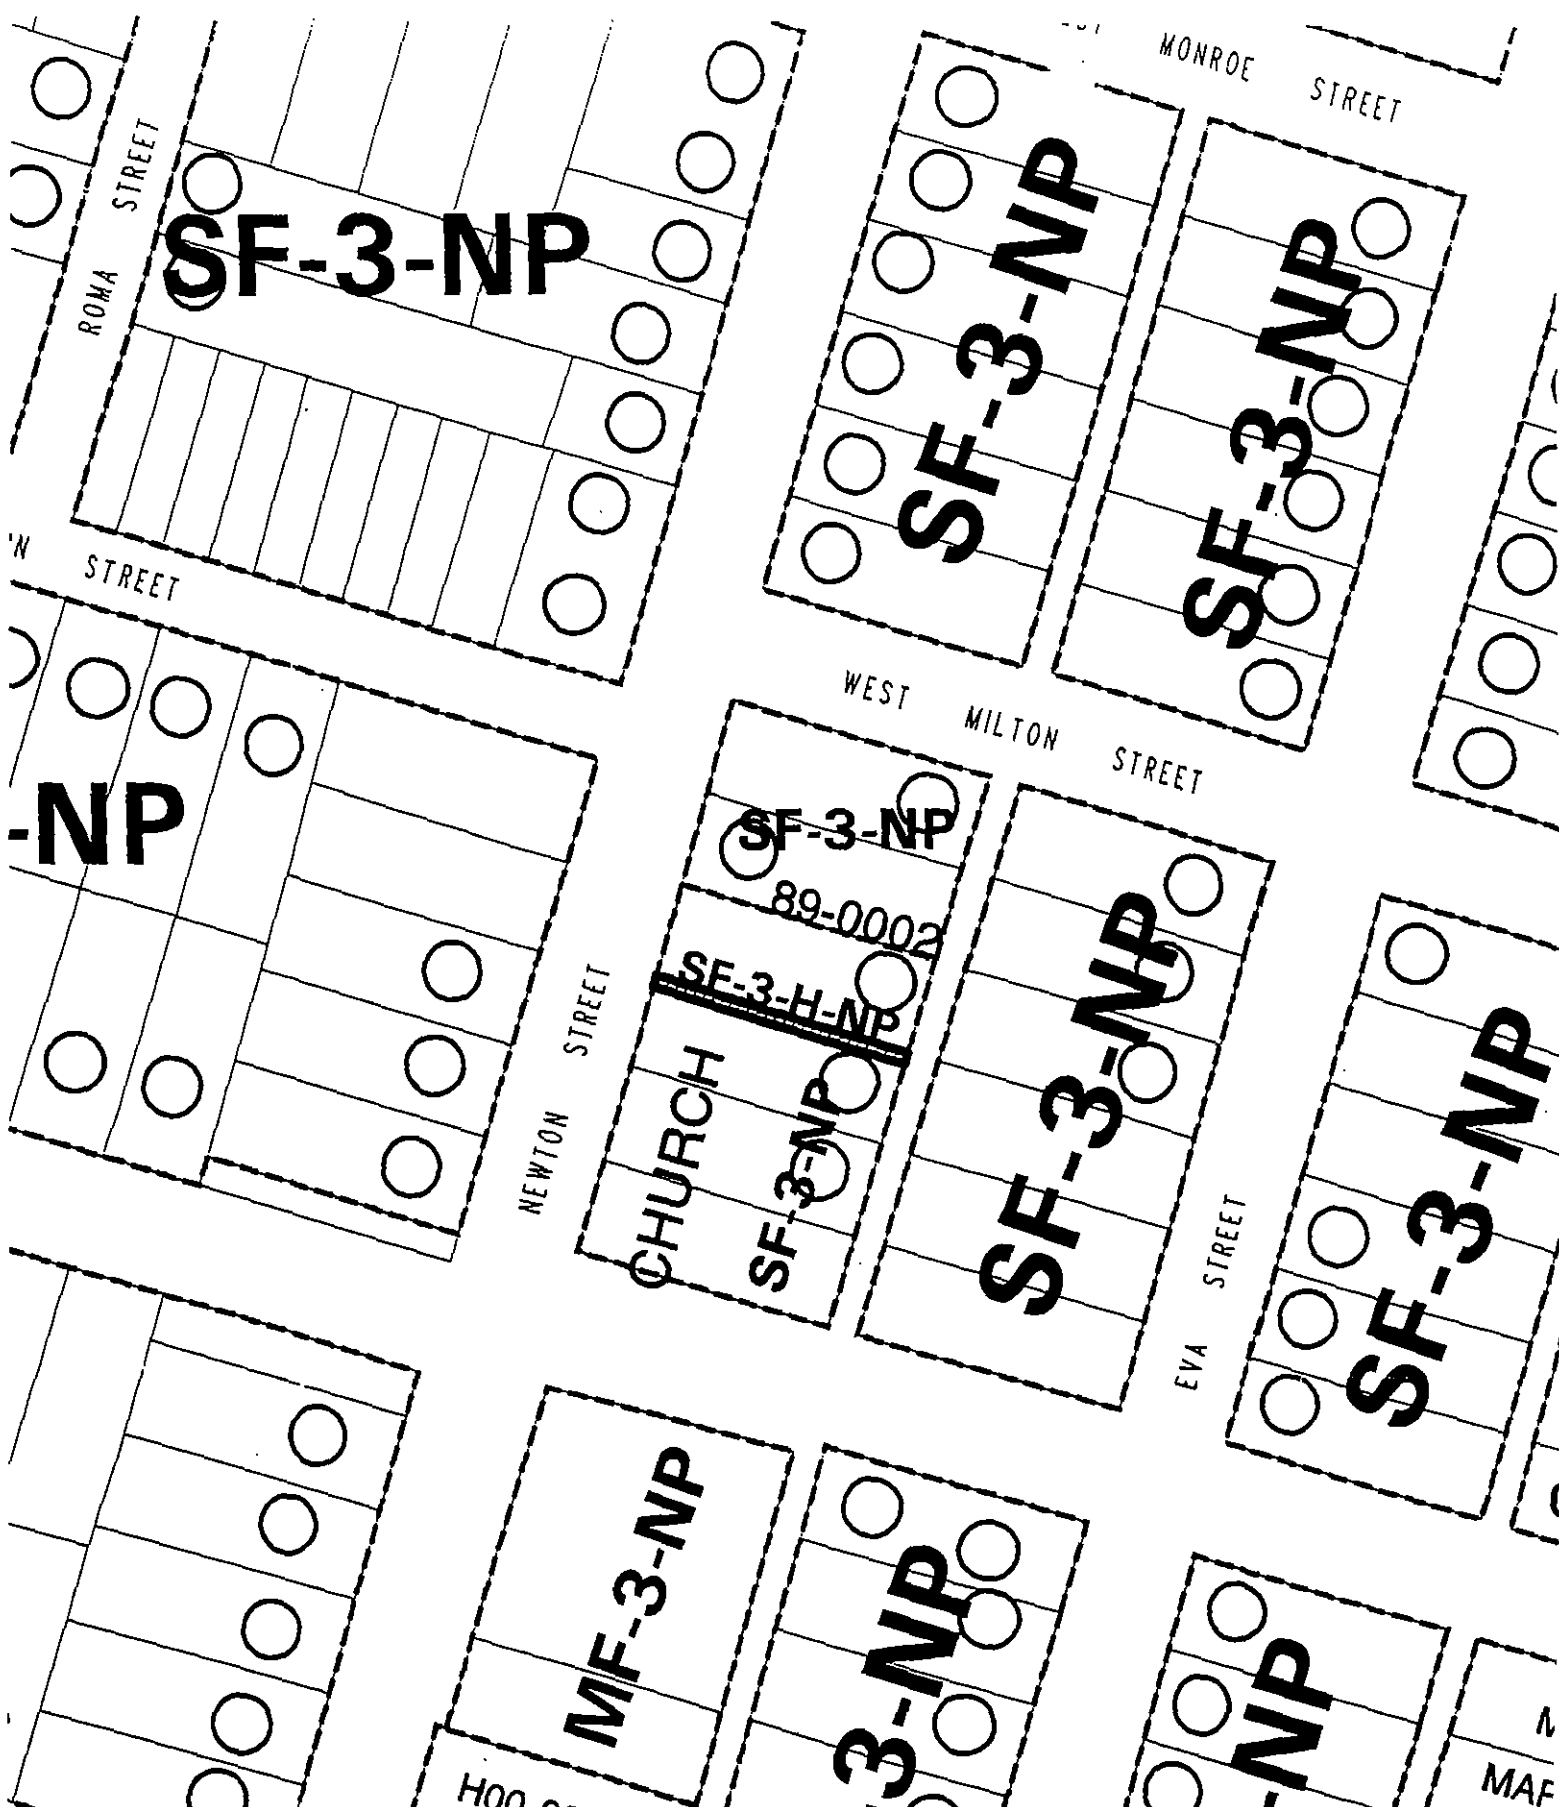 MONROE STREET
ROMA STREET
SF-3-NP
SF-3-NP
SF-3-NP
STREET
WEST MILTON STREET
-NP
SF-3-NP
89-0002
SF-3-H-NP
SF-3-NP
NEWTON STREET
CHURCH
SF-3-NP
EVA STREET
SF-3-NP
MF-3-NP
3-NP
-NP